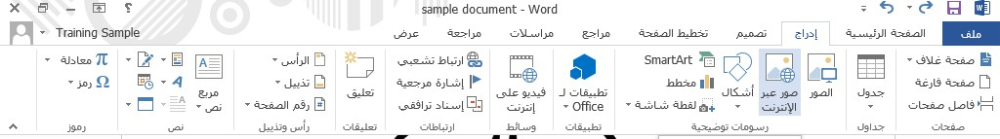 sample document - Word
Training Sample
ملف
الصفحة الرئيسية
إدراج
تصميم
تخطيط الصفحة
مراجع
مراسلات
مراجعة
عرض
صفحة غلاف
صفحة فارغة
فاصل صفحات
صفحات
جدول
جداول
الصور
صور عبر
الإنترنت
أشكال
SmartArt
مخطط
لقطة شاشة
رسومات توضيحية
تطبيقات لـ
Office
تطبيقات
فيديو على
إنترنت
وسائط
ارتباط تشعبي
إشارة مرجعية
إسناد ترافقي
ارتباطات
تعليق
تعليقات
الرأس
تذييل
رقم الصفحة
رأس وتذييل
مربع
نص
نص
معادلة
رمز
رموز